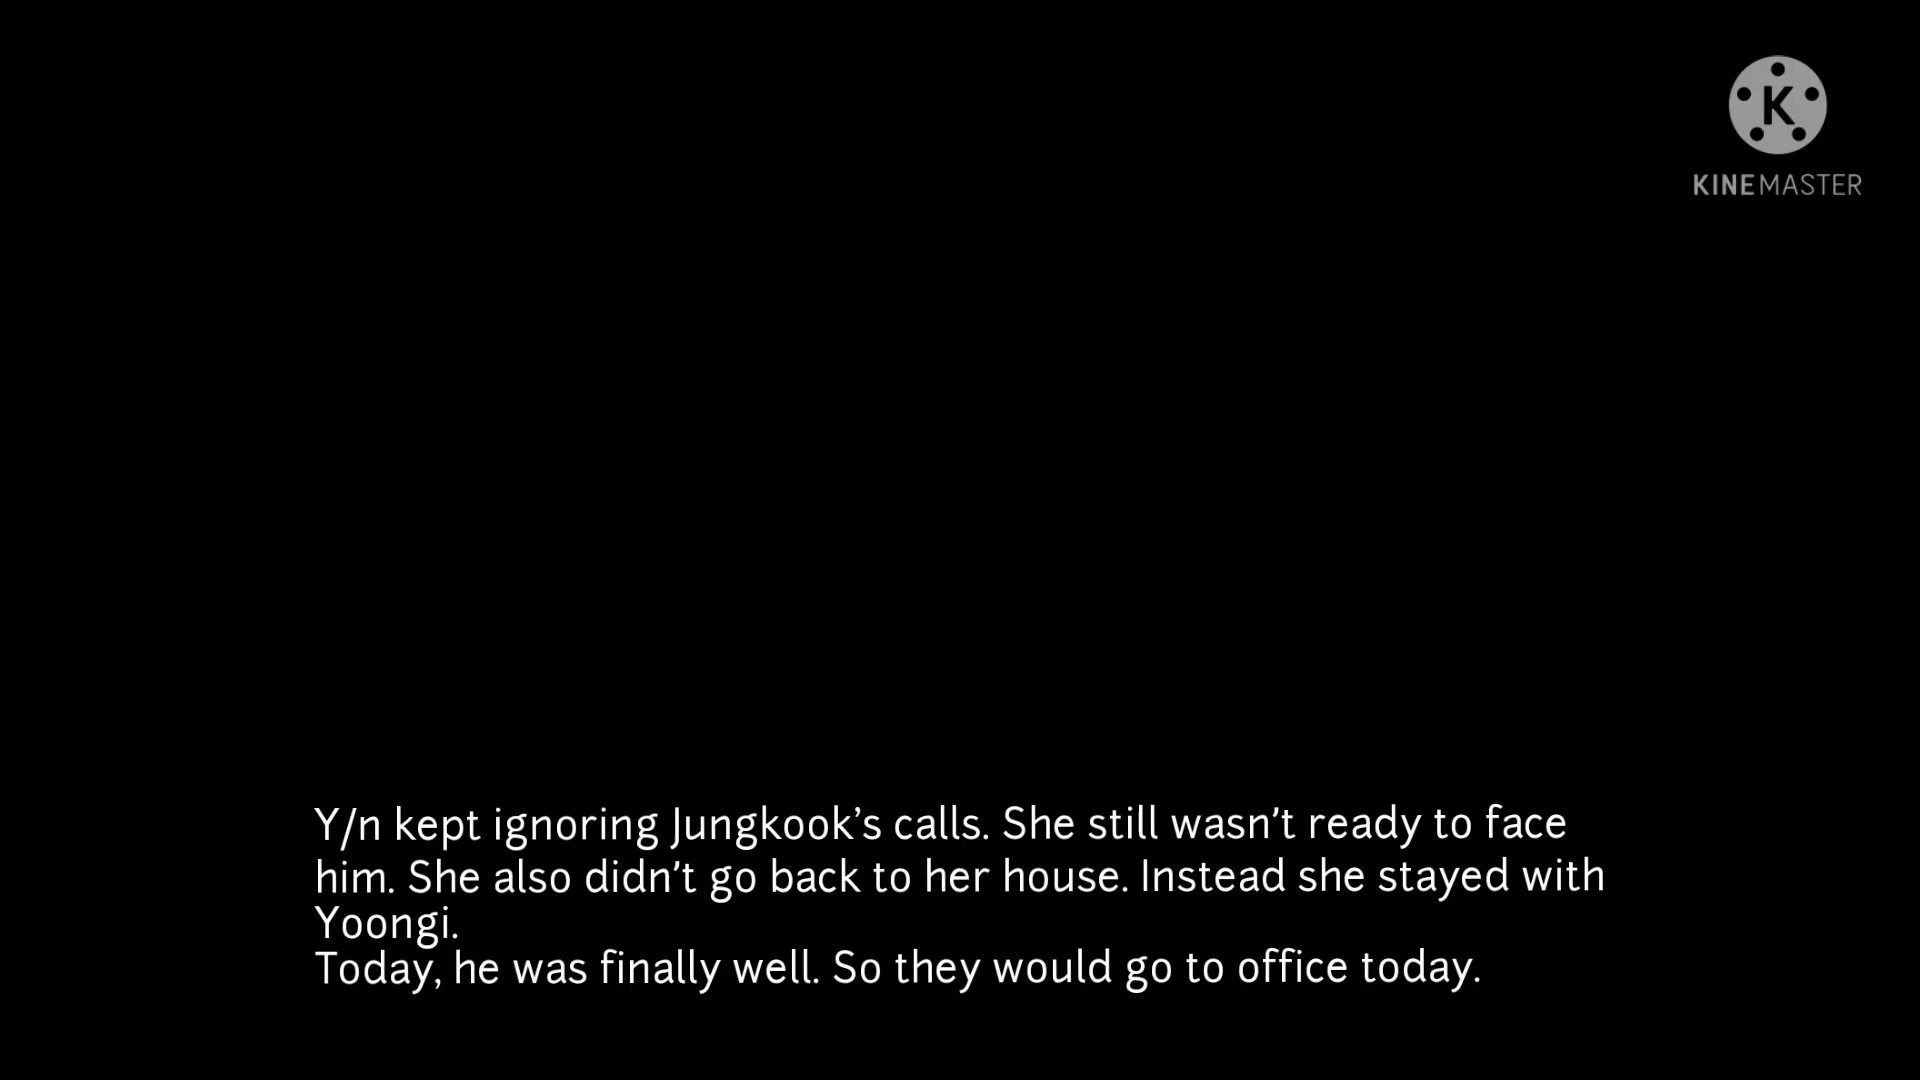 K
KINEMASTER
Y/n kept ignoring Jungkook’s calls. She still wasn’t ready to face
him. She also didn’t go back to her house. Instead she stayed with
Yoongi.
Today, he was finally well. So they would go to office today.